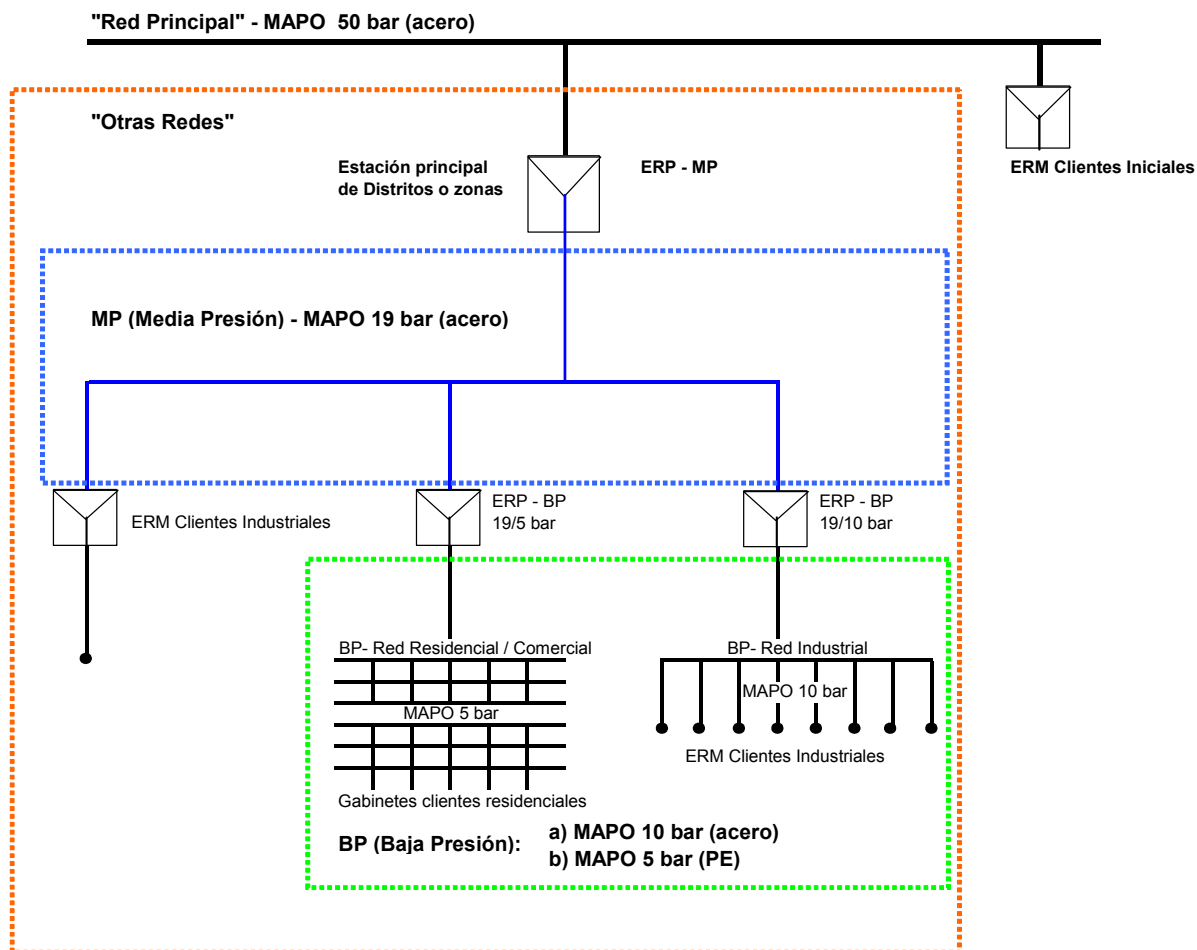 "Red Principal" - MAPO 50 bar (acero)
"Otras Redes"
Estación principal
de Distritos o zonas
ERP - MP
ERM Clientes Iniciales
MP (Media Presión) - MAPO 19 bar (acero)
ERM Clientes Industriales
ERP - BP
19/5 bar
ERP - BP
19/10 bar
BP- Red Residencial / Comercial
MAPO 5 bar
Gabinetes clientes residenciales
BP- Red Industrial
MAPO 10 bar
ERM Clientes Industriales
BP (Baja Presión):
a) MAPO 10 bar (acero)
b) MAPO 5 bar (PE)